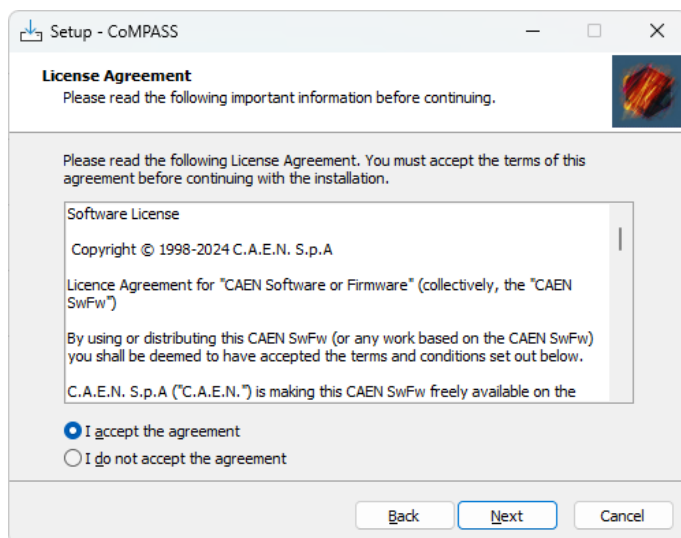 Setup - CoMPASS
License Agreement
Please read the following important information before continuing.
Please read the following License Agreement. You must accept the terms of this
agreement before continuing with the installation.
Software License
Copyright © 1998-2024 C.A.E.N. S.p.A
Licence Agreement for "CAEN Software or Firmware" (collectively, the "CAEN
SwFw")
By using or distributing this CAEN SwFw (or any work based on the CAEN SwFw)
you shall be deemed to have accepted the terms and conditions set out below.
C.A.E.N. S.p.A ("C.A.E.N.") is making this CAEN SwFw freely available on the
I accept the agreement
I do not accept the agreement
Back Next Cancel